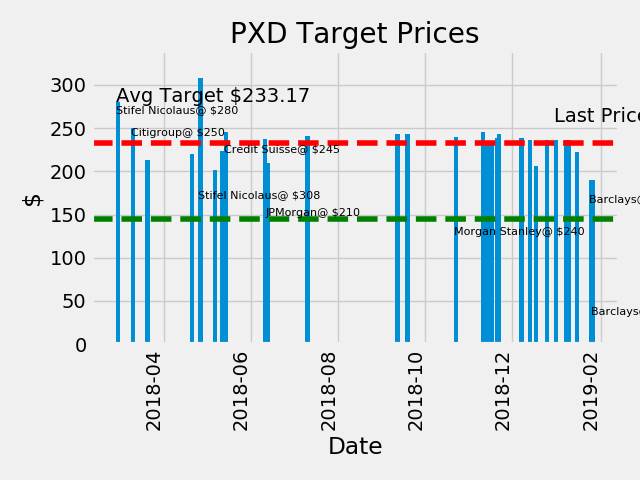 PXD Target Prices
300
250
200
150
100
50
0
$
Avg Target $233.17
Last Price
Stifel Nicolaus@ $280
Citigroup@ $250
Credit Suisse@ $245
Stifel Nicolaus@ $308
JPMorgan@ $210
Morgan Stanley@ $240
Barclays@
Barclays@
2018-04
2018-06
2018-08
2018-10
2018-12
2019-02
Date